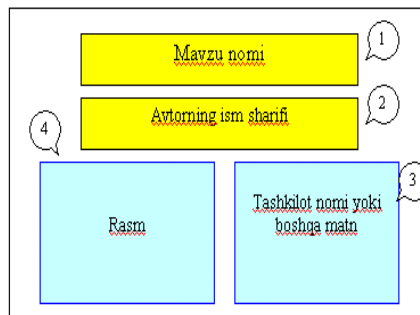 1
Mavzu nomi
2
Avtorning ism sharifi
4
3
Rasm
Tashkilot nomi yoki
boshqa matn